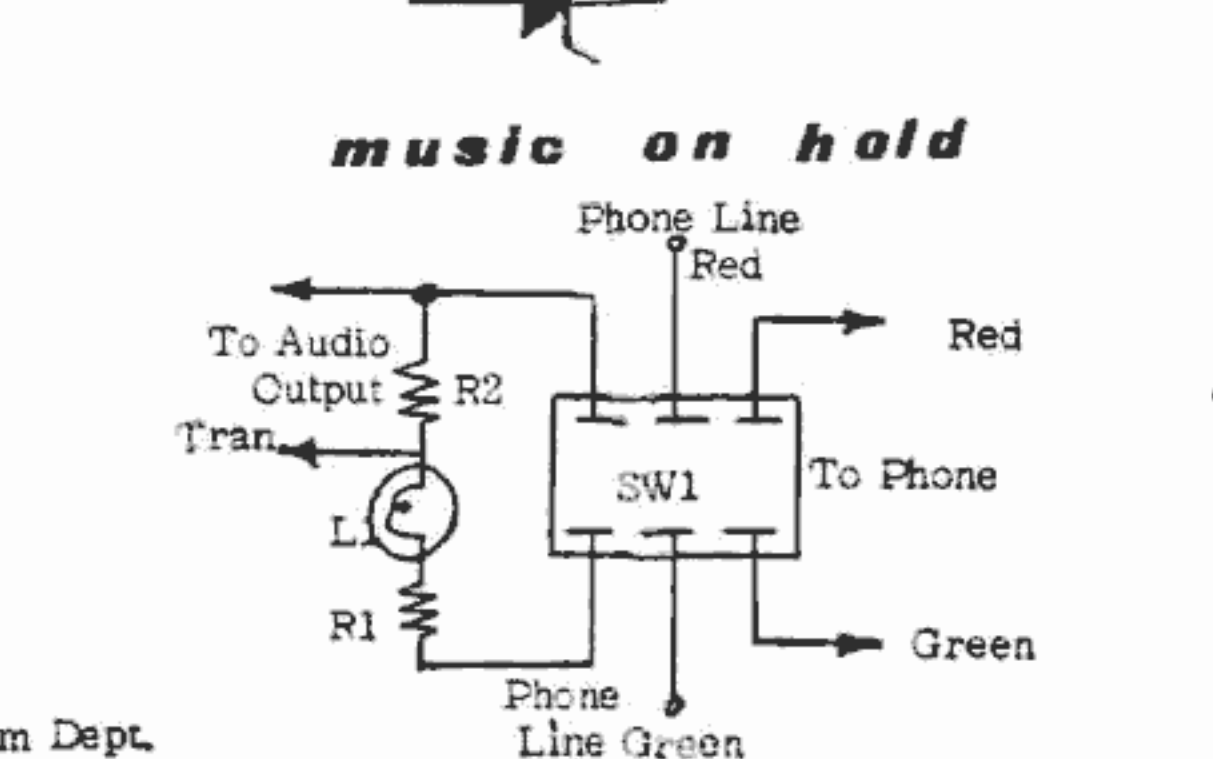 music on hold
Phone Line
Red
To Audio
Output
R2
Red
Tran.
SW1
To Phone
L1
R1
Green
Phone
Line Green
m Dept.